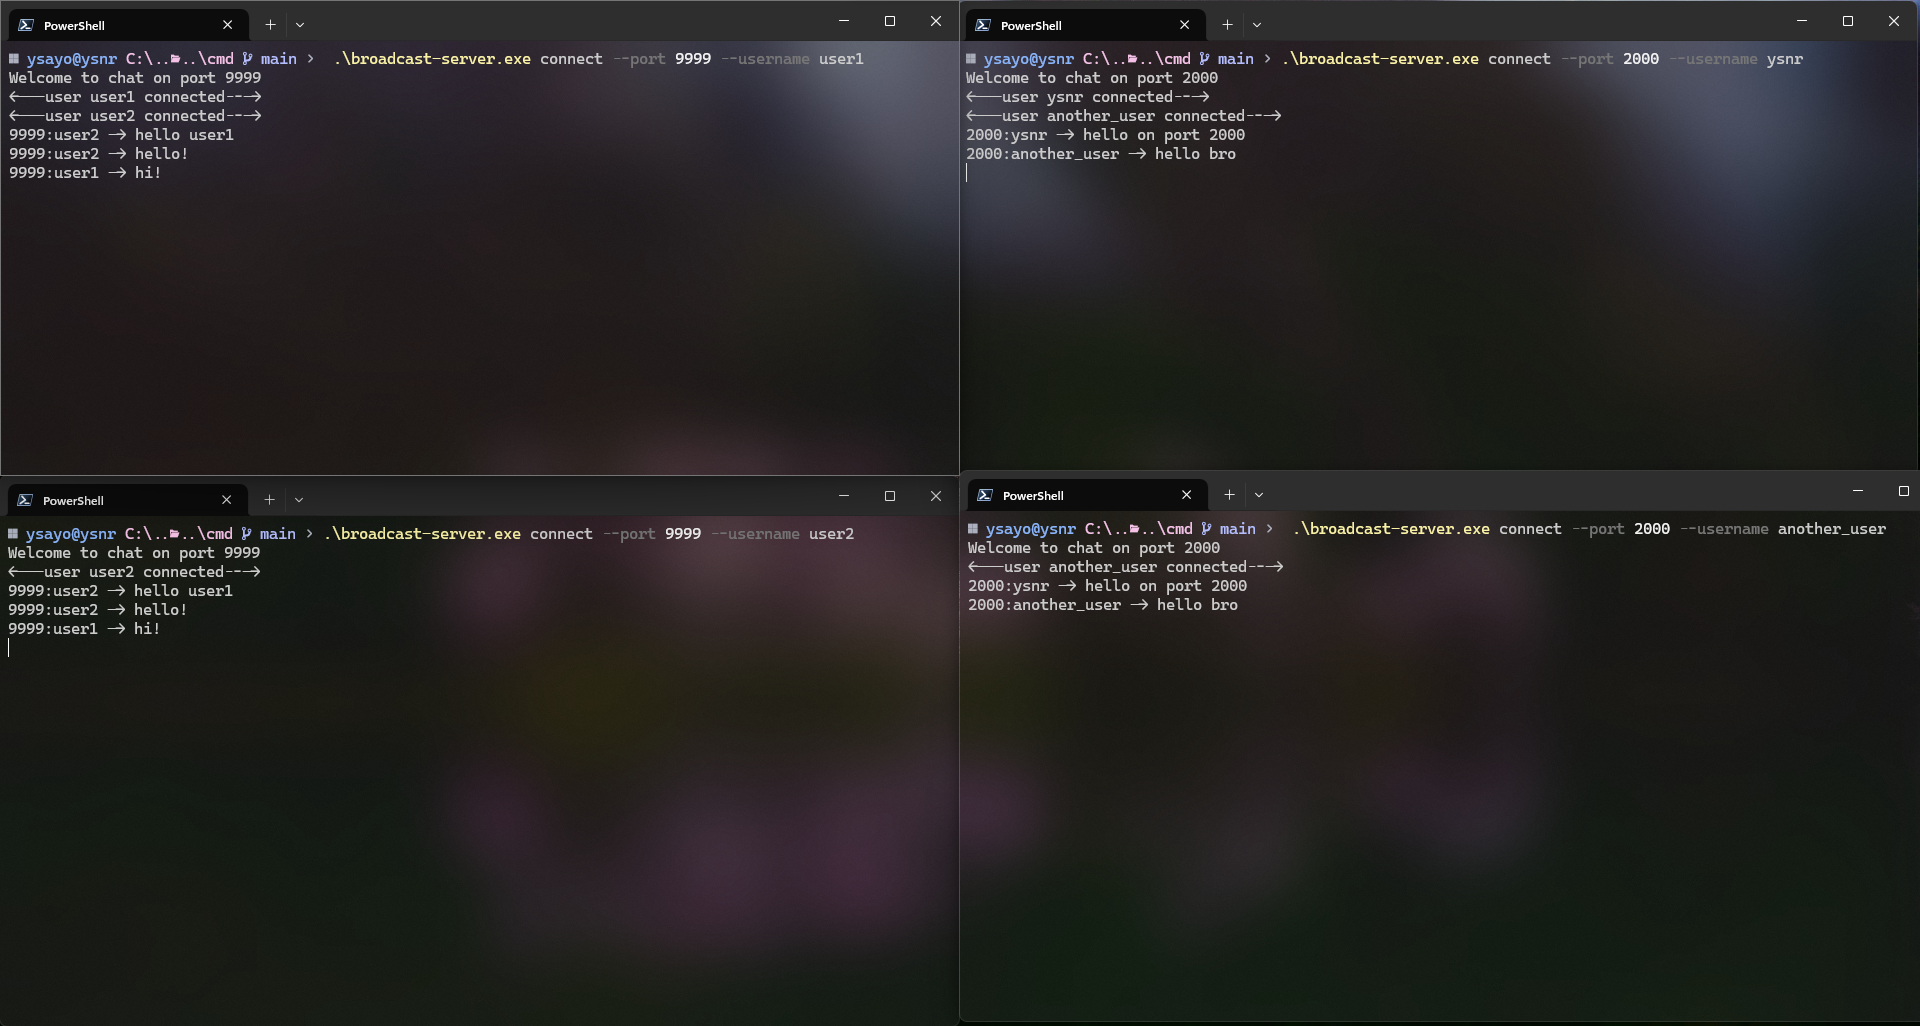 PowerShell
ysayo@ysnr C:\..\..\cmd main > .\broadcast-server.exe connect --port 9999 --username user1
Welcome to chat on port 9999
<----user user1 connected--->
<----user user2 connected--->
9999:user2 -> hello user1
9999:user2 -> hello!
9999:user1 -> hi!
PowerShell
ysayo@ysnr C:\..\..\cmd main > .\broadcast-server.exe connect --port 2000 --username ysnr
Welcome to chat on port 2000
<----user ysnr connected--->
<----user another_user connected--->
2000:ysnr -> hello on port 2000
2000:another_user -> hello bro
PowerShell
ysayo@ysnr C:\..\..\cmd main > .\broadcast-server.exe connect --port 9999 --username user2
Welcome to chat on port 9999
<----user user2 connected--->
9999:user2 -> hello user1
9999:user2 -> hello!
9999:user1 -> hi!
PowerShell
ysayo@ysnr C:\..\..\cmd main > .\broadcast-server.exe connect --port 2000 --username another_user
Welcome to chat on port 2000
<----user another_user connected--->
2000:ysnr -> hello on port 2000
2000:another_user -> hello bro